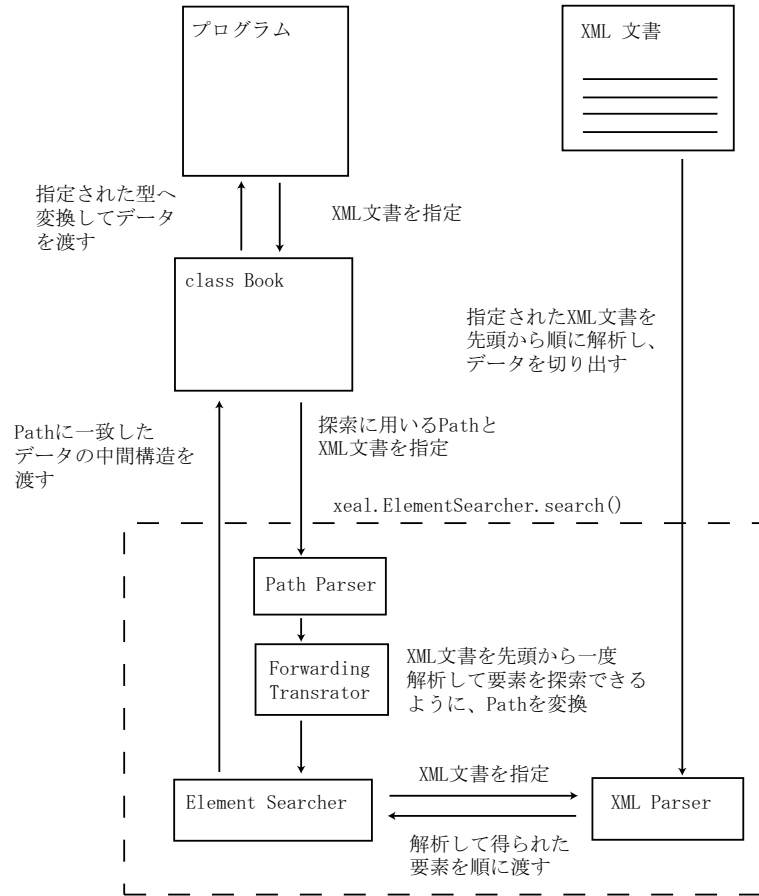 プログラム
XML 文書
指定された型へ
変換してデータ
を渡す
XML文書を指定
class Book
指定されたXML文書を
先頭から順に解析し、
データを切り出す
Pathに一致した
データの中間構造を
渡す
探索に用いるPathと
XML文書を指定
xeal.ElementSearcher.search()
Path Parser
Forwarding
Transrator
XML文書を先頭から一度
解析して要素を探索できる
ように、Pathを変換
Element Searcher
XML文書を指定
XML Parser
解析して得られた
要素を順に渡す